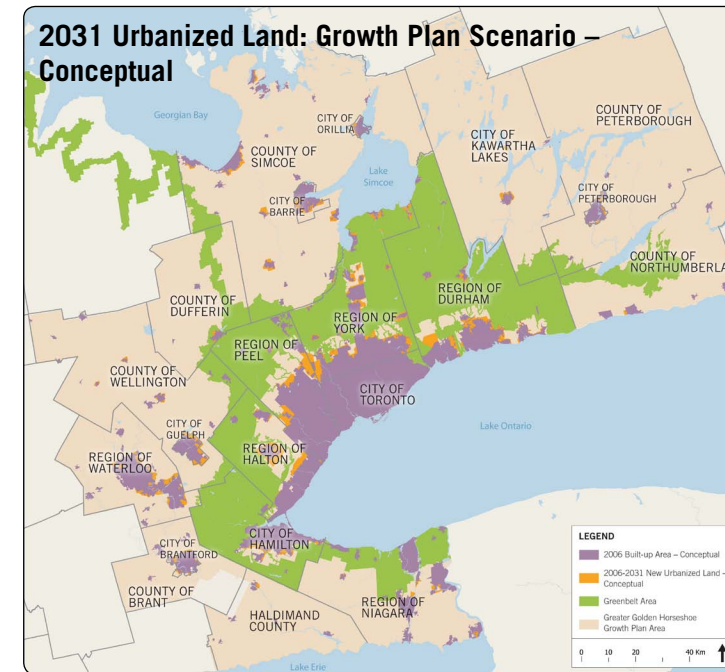 2031 Urbanized Land: Growth Plan Scenario –
Conceptual
Georgian Bay
CITY OF
ORILLIA
COUNTY OF
SIMCOE
Lake
Simcoe
CITY OF
KAWARTHA
LAKES
COUNTY OF
PETERBOROUGH
CITY OF
BARRIE
CITY OF
PETERBOROUGH
COUNTY OF
NORTHUMBERLA
COUNTY OF
DUFFERIN
REGION OF
DURHAM
REGION OF
YORK
REGION OF
PEEL
COUNTY OF
WELLINGTON
CITY OF
TORONTO
CITY OF
GUELPH
Lake Ontario
REGION OF
WATERLOO
REGION OF
HALTON
CITY OF
HAMILTON
CITY OF
BRANTFORD
COUNTY OF
BRANT
HALDIMAND
COUNTY
REGION OF
NIAGARA
Lake Erie
LEGEND
2006 Built-up Area – Conceptual
2006-2031 New Urbanized Land –
Conceptual
Greenbelt Area
Greater Golden Horseshoe
Growth Plan Area
0 10 20 40 Km